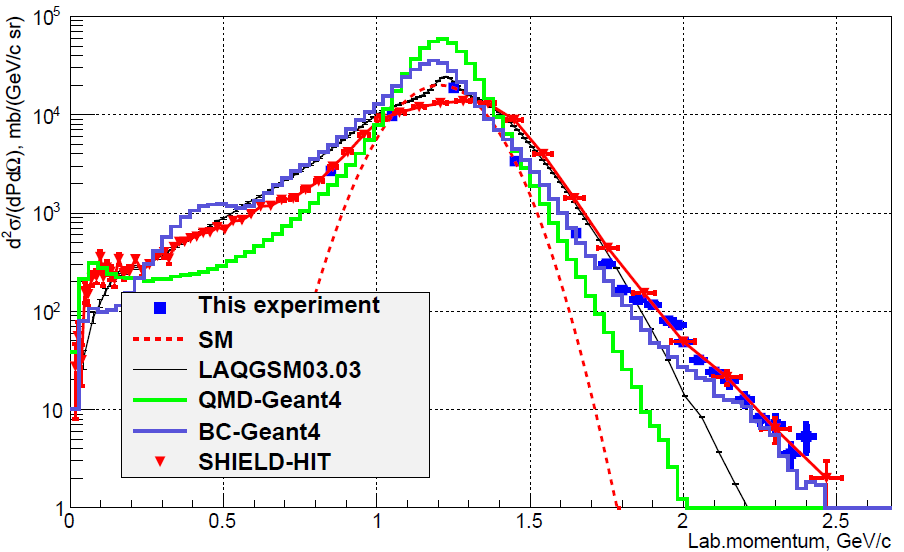 d²σ/(dPdΩ), mb/(GeV/c sr)
10⁵
10⁴
10³
10²
10
1
This experiment
SM
LAQGSM03.03
QMD-Geant4
BC-Geant4
SHIELD-HIT
0 0.5 1 1.5 2 2.5
Lab.momentum, GeV/c